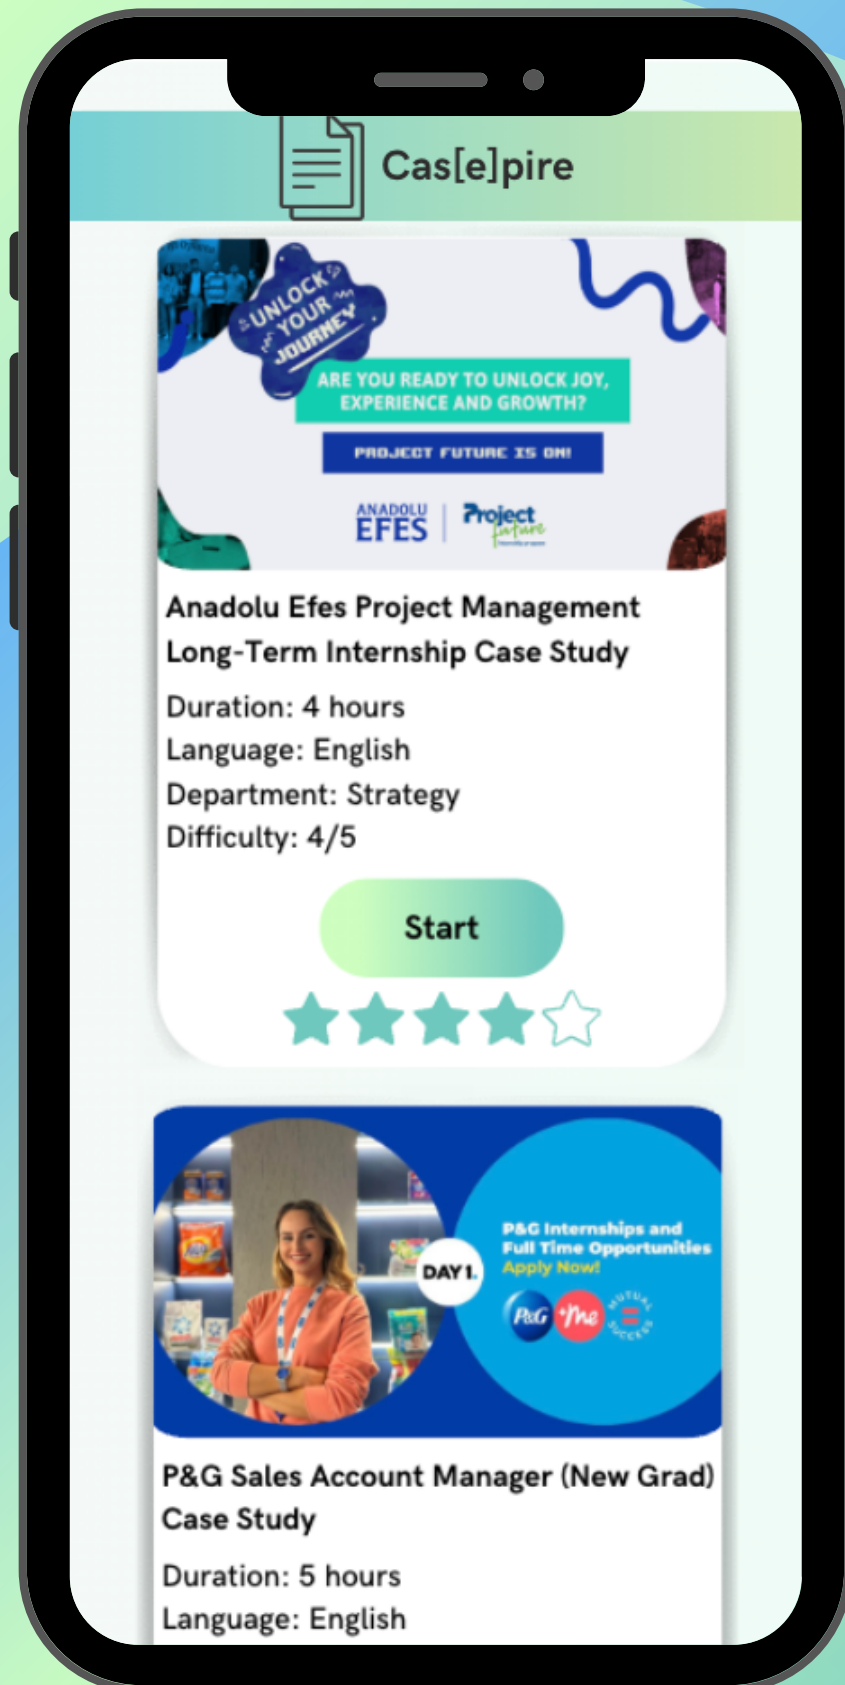 Cas[e]pire
UNLOCK
YOUR
JOURNEY
ARE YOU READY TO UNLOCK JOY,
EXPERIENCE AND GROWTH?
PROJECT FUTURE IS ON!
ANADOLU
EFES
Project
future
Anadolu Efes Project Management
Long-Term Internship Case Study
Duration: 4 hours
Language: English
Department: Strategy
Difficulty: 4/5
Start
P&G Internships and
Full Time Opportunities
Apply Now!
DAY 1.
P&G
+me
MUTUAL
SUCCESS
P&G Sales Account Manager (New Grad)
Case Study
Duration: 5 hours
Language: English